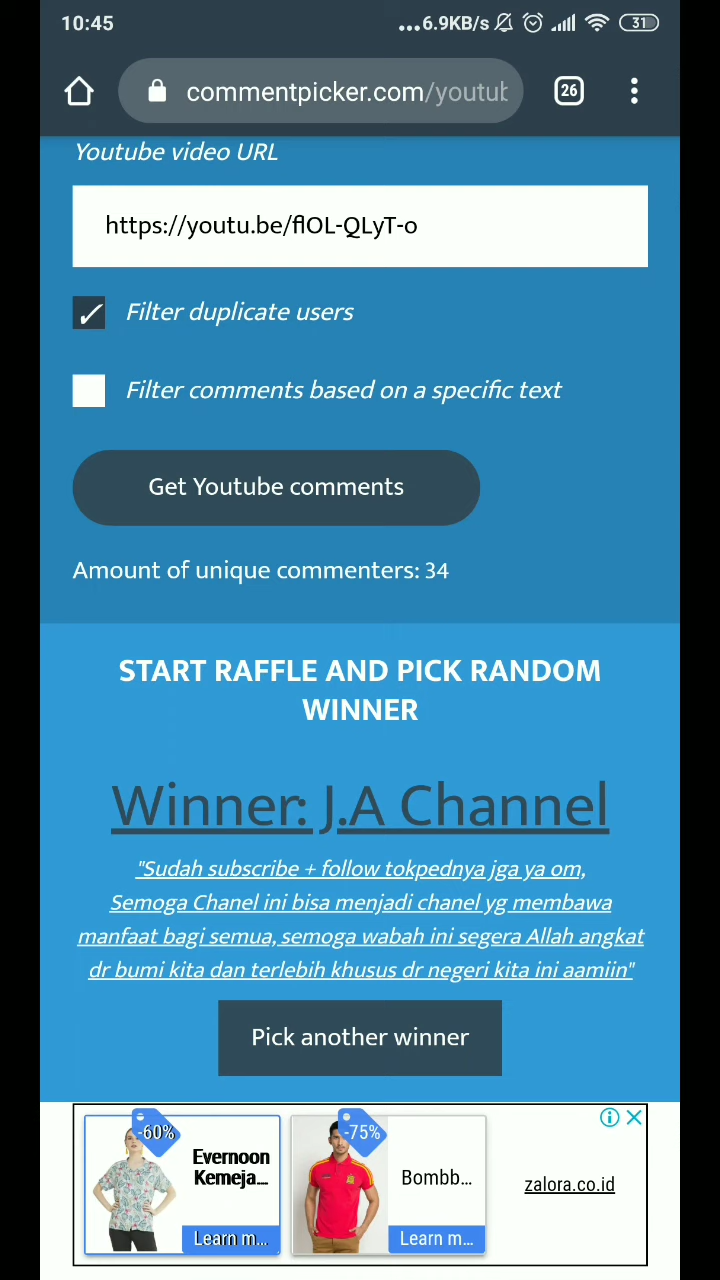 10:45
...6.9KB/s
31
commentpicker.com/youtub
26
Youtube video URL
https://youtu.be/flOL-QLyT-o
✓ Filter duplicate users
Filter comments based on a specific text
Get Youtube comments
Amount of unique commenters: 34
START RAFFLE AND PICK RANDOM
WINNER
Winner: J.A Channel
"Sudah subscribe + follow tokpednya jga ya om,
Semoga Chanel ini bisa menjadi chanel yg membawa
manfaat bagi semua, semoga wabah ini segera Allah angkat
dr bumi kita dan terlebih khusus dr negeri kita ini aamiin"
Pick another winner
-60%
Evernoon
Kemeja...
Learn m...
-75%
Bombb...
Learn m...
zalora.co.id